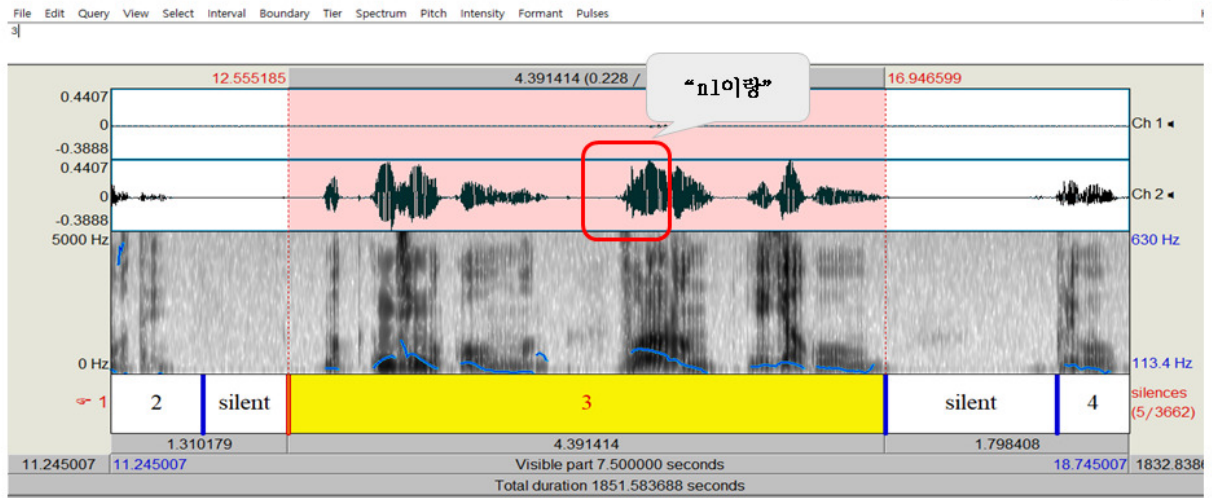 File Edit Query View Select Interval Boundary Tier Spectrum Pitch Intensity Formant Pulses
3
12.555185 4.391414 (0.228 / 16.946599
“n1이랑”
0.4407
0
-0.3888
Ch 1
0.4407
0
-0.3888
Ch 2
5000 Hz 630 Hz
0 Hz 113.4 Hz
1 2 silent 3 silent 4 silences
(5/3662)
1.310179 4.391414 1.798408
11.245007 11.245007 Visible part 7.500000 seconds 18.745007
Total duration 1851.583688 seconds